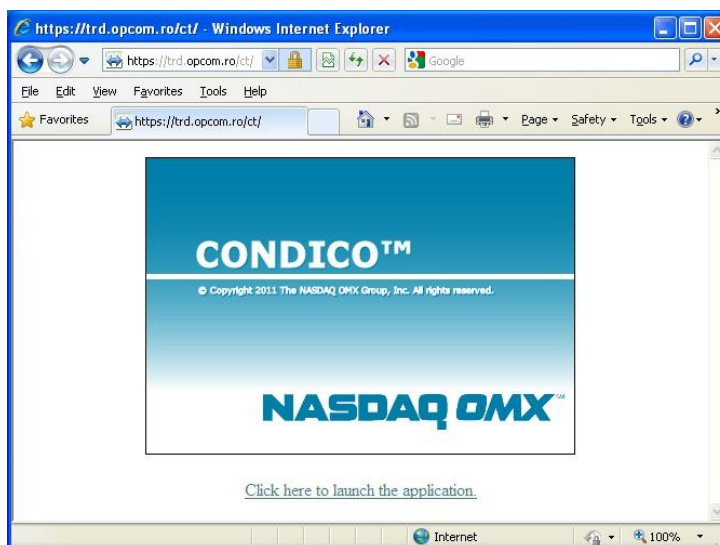 https://trd.opcom.ro/ct/ - Windows Internet Explorer
https://trd.opcom.ro/ct/ Google
File Edit View Favorites Tools Help
Favorites https://trd.opcom.ro/ct/ Page Safety Tools
CONDICO™
© Copyright 2011 The NASDAQ OMX Group, Inc. All rights reserved.
NASDAQ OMX℠
Click here to launch the application.
Internet 100%